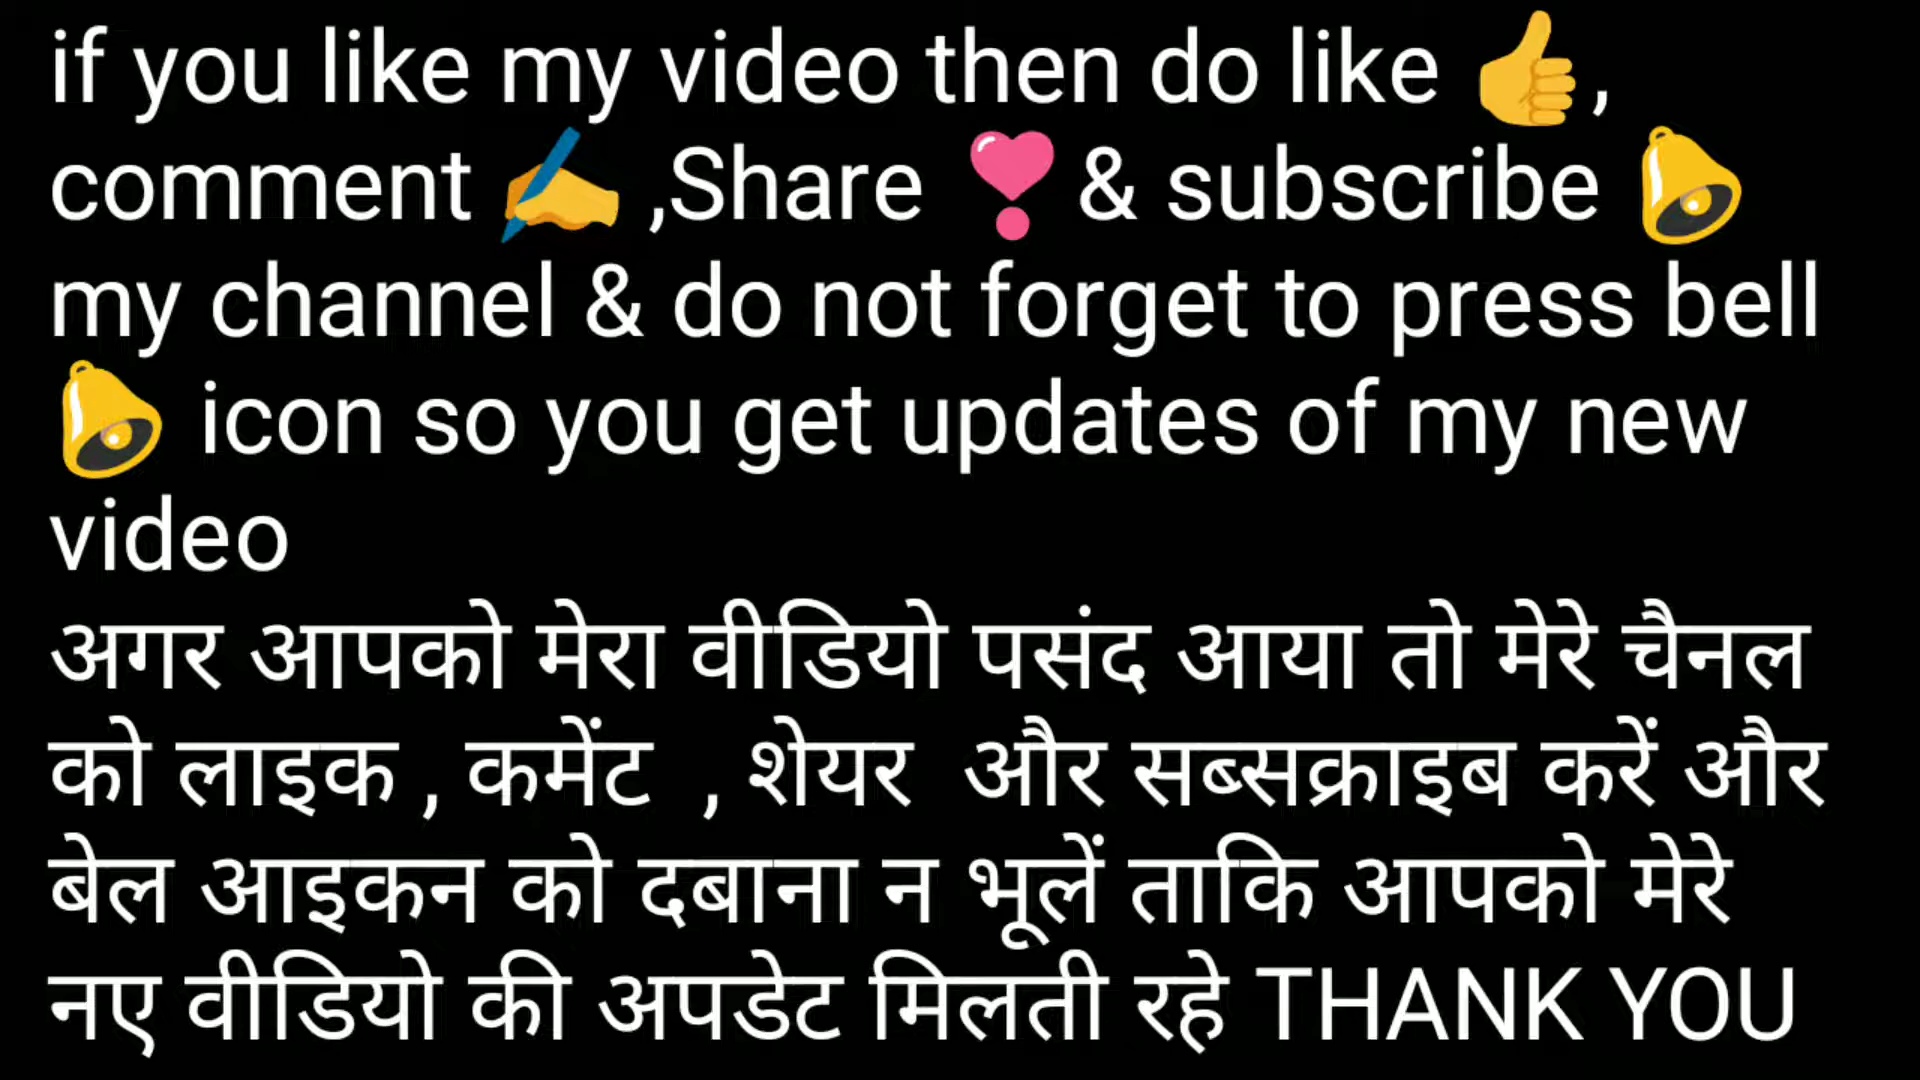 if you like my video then do like 👍,
comment ✍️ ,Share ❣️ & subscribe 🔔
my channel & do not forget to press bell
🔔 icon so you get updates of my new
video
अगर आपको मेरा वीडियो पसंद आया तो मेरे चैनल
को लाइक , कमेंट  , शेयर  और सब्सक्राइब करें और
बेल आइकन को दबाना न भूलें ताकि आपको मेरे
नए वीडियो की अपडेट मिलती रहे THANK YOU